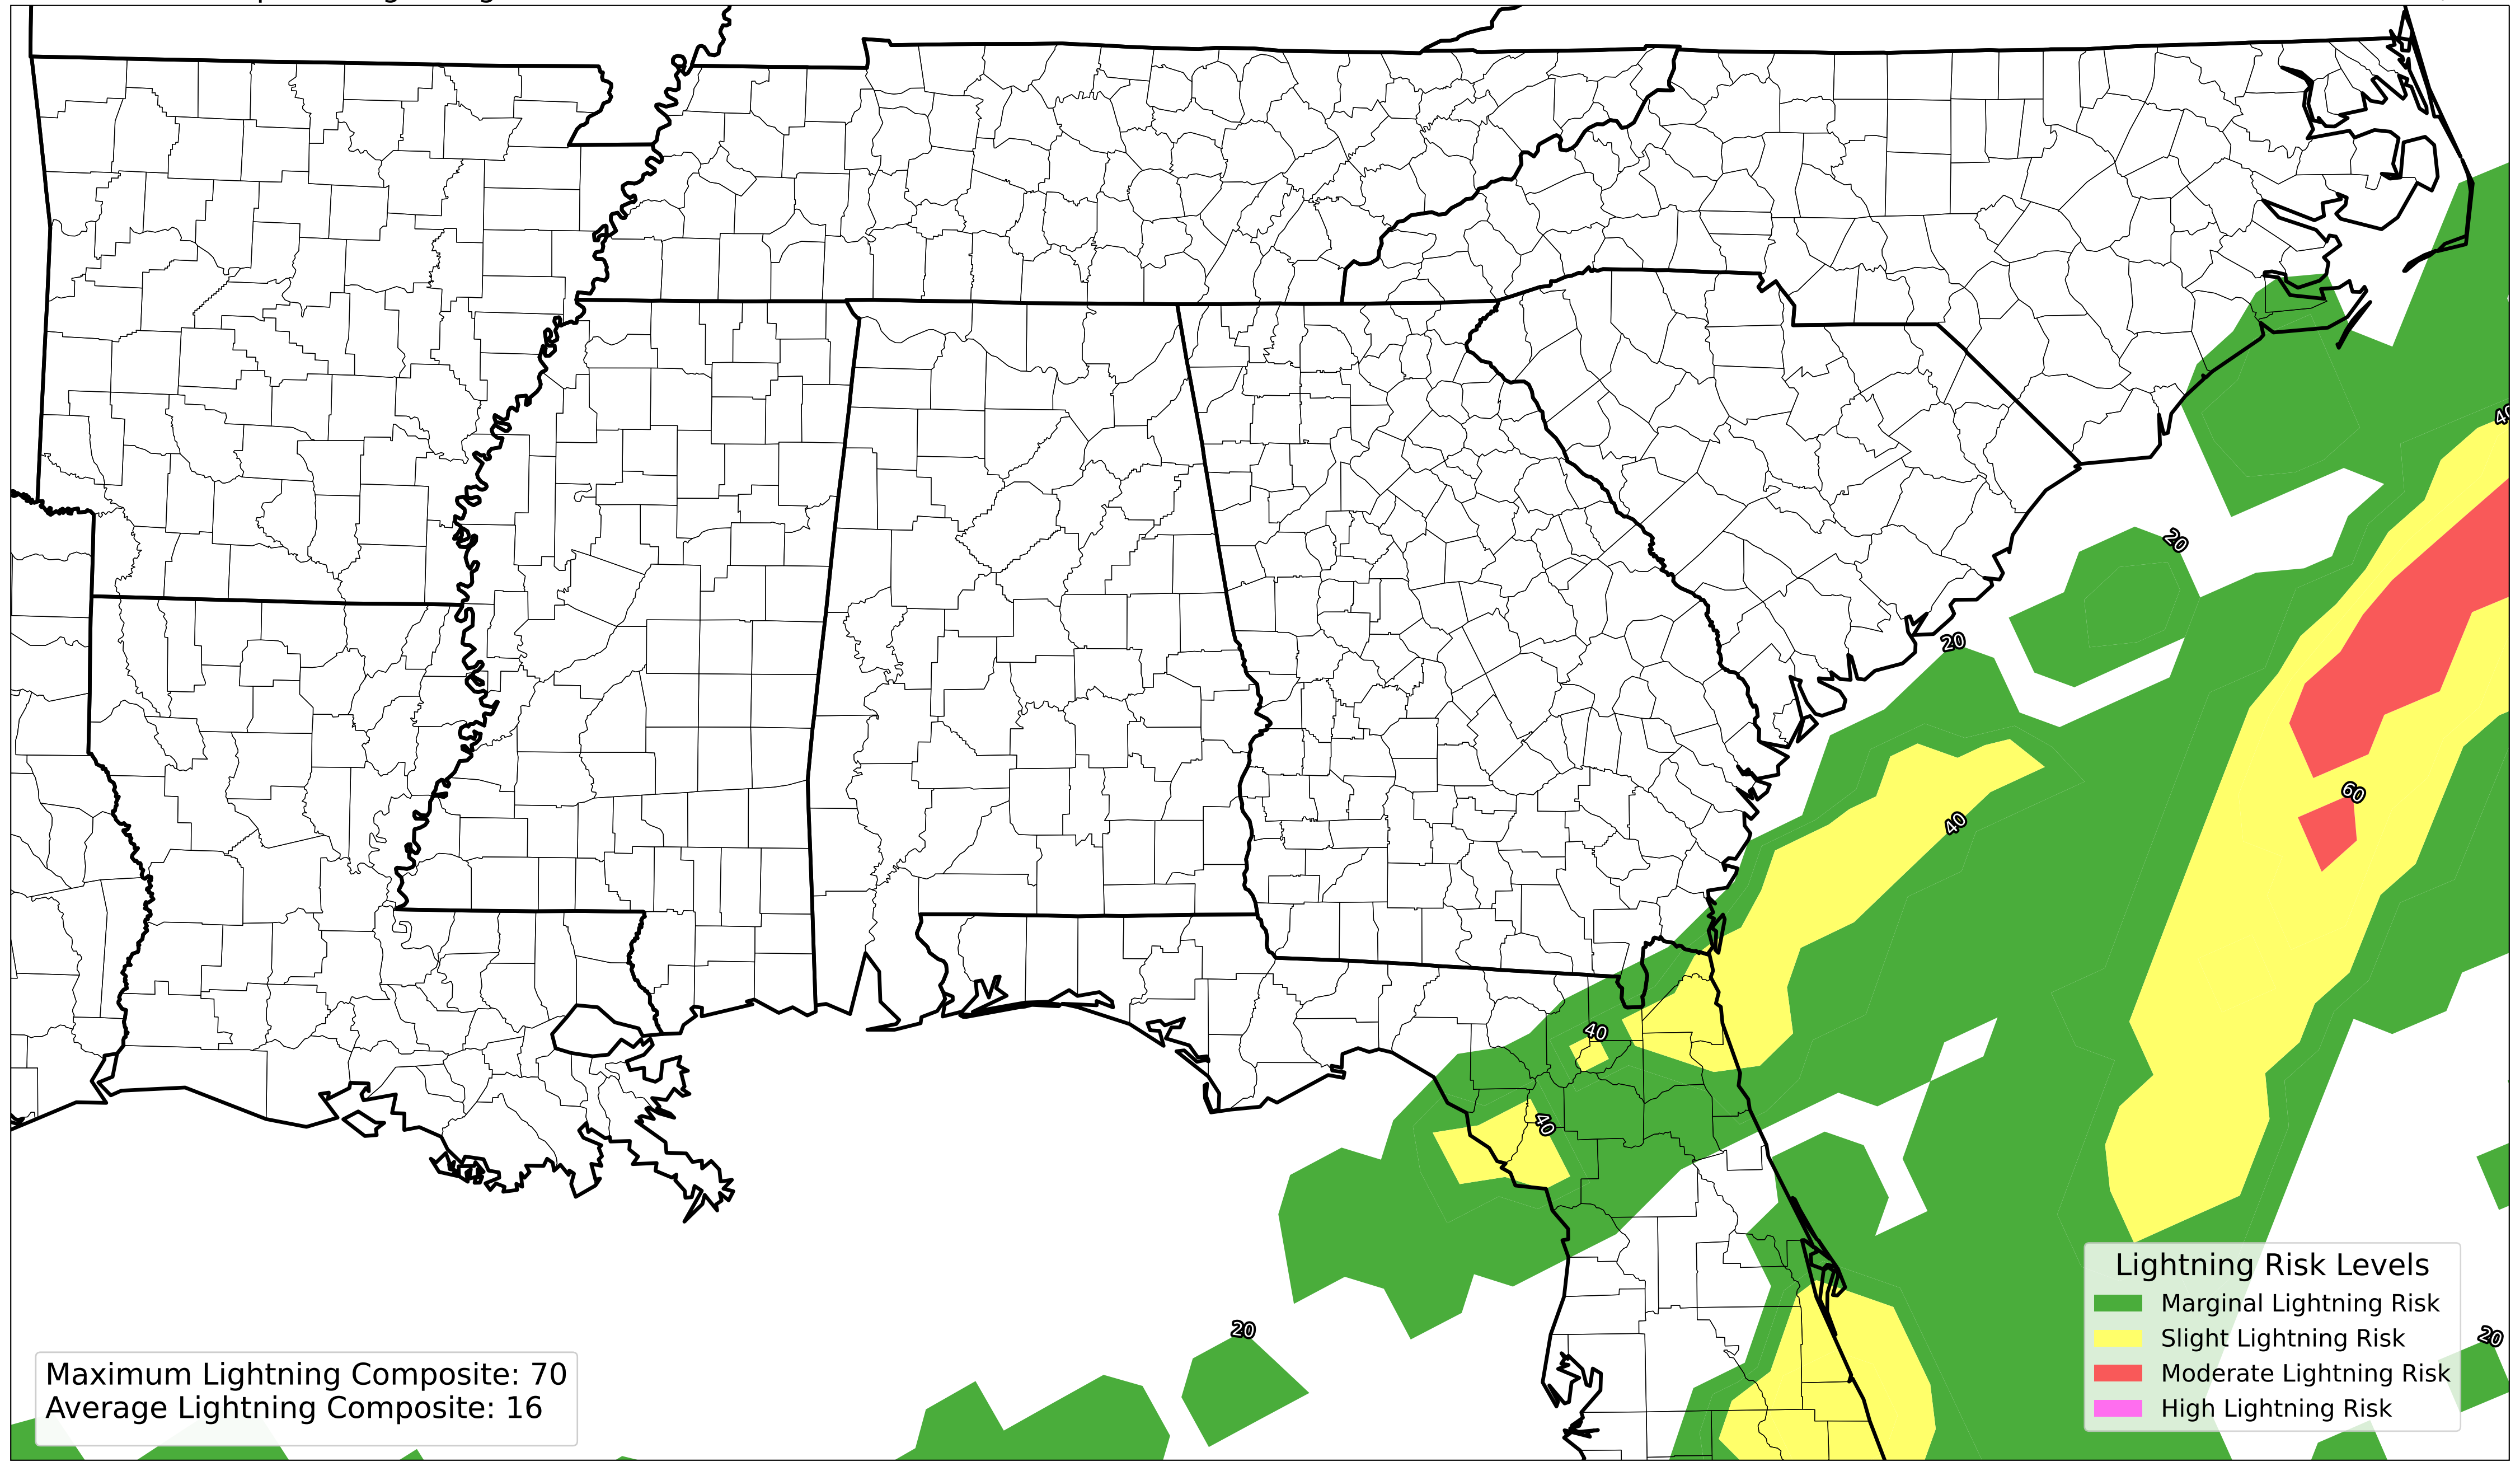 40
20
20
60
40
40
40
20
20
Lightning Risk Levels
Marginal Lightning Risk
Slight Lightning Risk
Moderate Lightning Risk
High Lightning Risk
Maximum Lightning Composite: 70
Average Lightning Composite: 16